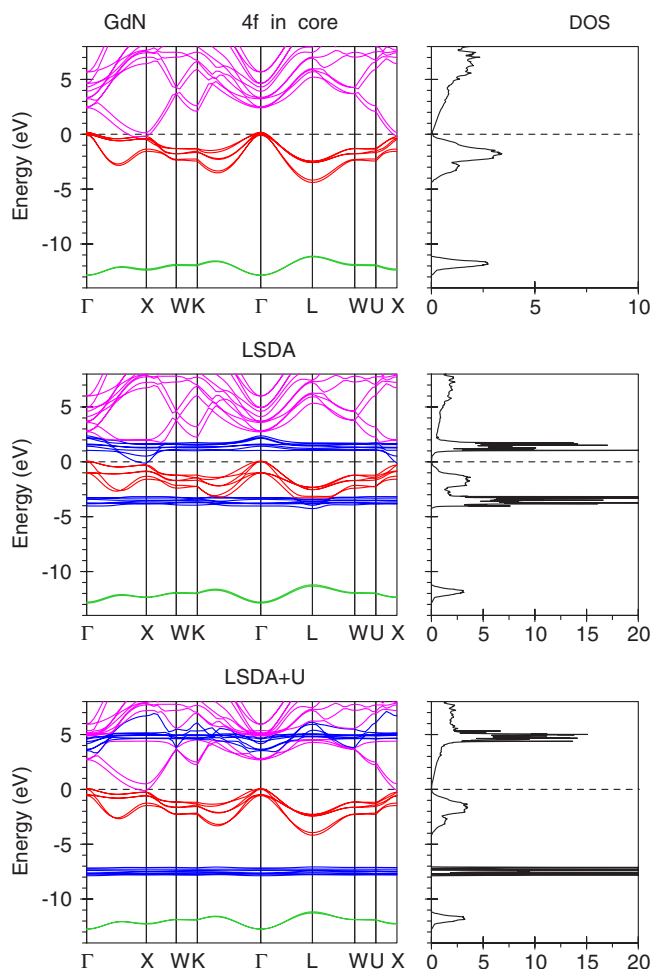 GdN 4f in core DOS
Energy (eV)
5
0
-5
-10
Γ X W K Γ L W U X
0 5 10
LSDA
Energy (eV)
5
0
-5
-10
Γ X W K Γ L W U X
0 5 10 15 20
LSDA+U
Energy (eV)
5
0
-5
-10
Γ X W K Γ L W U X
0 5 10 15 20